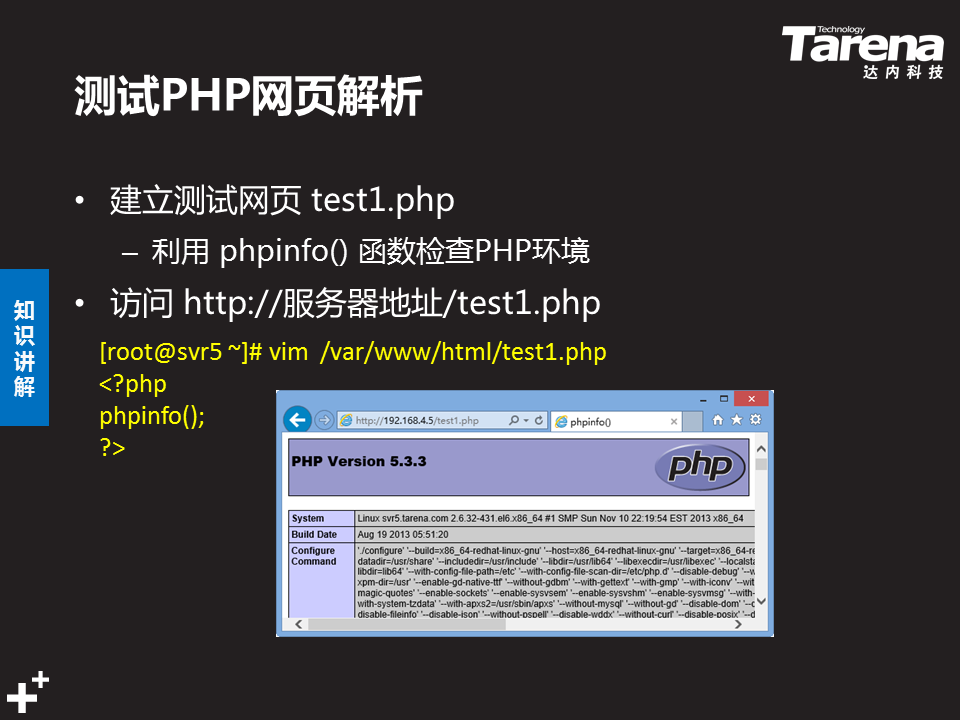 Technology
Tarena
达内科技
测试PHP网页解析
• 建立测试网页 test1.php
– 利用 phpinfo() 函数检查PHP环境
• 访问 http://服务器地址/test1.php
知识讲解
[root@svr5 ~]# vim /var/www/html/test1.php
<?php
phpinfo();
?>
http://192.168.4.5/test1.php
phpinfo()
PHP Version 5.3.3
php
System Linux svr5.tarena.com 2.6.32-431.el6.x86_64 #1 SMP Sun Nov 10 22:19:54 EST 2013 x86_64
Build Date Aug 19 2013 05:51:20
Configure Command './configure' '--build=x86_64-redhat-linux-gnu' '--host=x86_64-redhat-linux-gnu' '--target=x86_64-re
datadir=/usr/share' '--includedir=/usr/include' '--libdir=/usr/lib64' '--libexecdir=/usr/libexec' '--localsta
libdir=lib64' '--with-config-file-path=/etc' '--with-config-file-scan-dir=/etc/php.d' '--disable-debug' '--w
xpm-dir=/usr' '--enable-gd-native-ttf' '--without-gdbm' '--with-gettext' '--with-gmp' '--with-iconv' '--wit
magic-quotes' '--enable-sockets' '--enable-sysvsem' '--enable-sysvshm' '--enable-sysvmsg' '--with-
with-system-tzdata' '--with-apxs2=/usr/sbin/apxs' '--without-mysql' '--without-gd' '--disable-dom' '--d
disable-fileinfo' '--disable-json' '--without-pspell' '--disable-wddx' '--without-curl' '--disable-posix' '--d